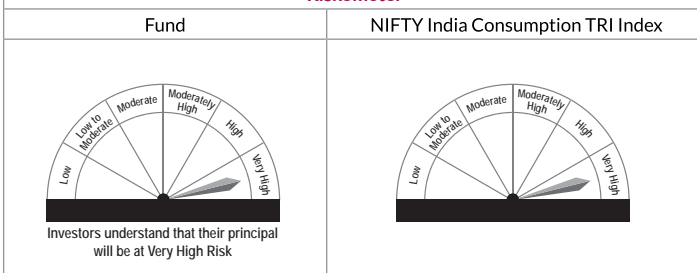 Riskometer
Fund
NIFTY India Consumption TRI Index
Low
Low to
Moderate
Moderate
Moderately
High
High
Very High
Investors understand that their principal
will be at Very High Risk
Low
Low to
Moderate
Moderate
Moderately
High
High
Very High